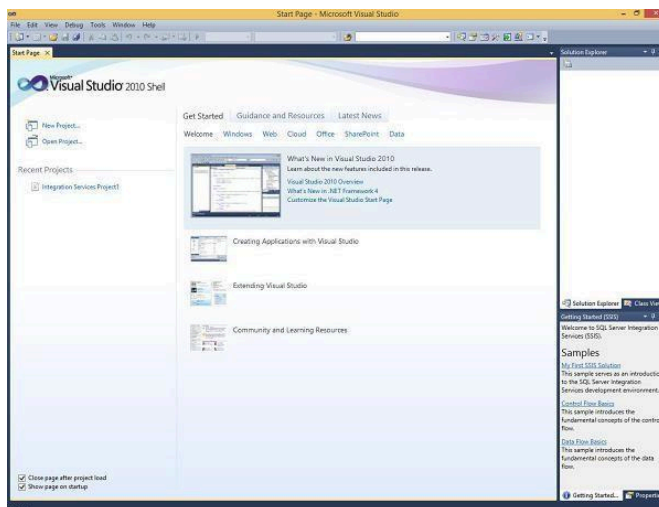 Start Page - Microsoft Visual Studio
File Edit View Debug Tools Window Help
Start Page
Microsoft
Visual Studio 2010 Shell
New Project...
Open Project...
Recent Projects
Integration Services Project1
Close page after project load
Show page on startup
Get Started Guidance and Resources Latest News
Welcome Windows Web Cloud Office SharePoint Data
What's New in Visual Studio 2010
Learn about the new features included in this release.
Visual Studio 2010 Overview
What's New in .NET Framework 4
Customize the Visual Studio Start Page
Creating Applications with Visual Studio
Extending Visual Studio
Community and Learning Resources
Solution Explorer
Solution Explorer Class Vie
Getting Started (SSIS)
Welcome to SQL Server Integration
Services (SSIS).
Samples
My First SSIS Solution
This sample serves as an introductio
to the SQL Server Integration
Services development environment.
Control Flow Basics
This sample introduces the
fundamental concepts of the contro
flow.
Data Flow Basics
This sample introduces the
fundamental concepts of the data
flow.
Getting Started... Properti